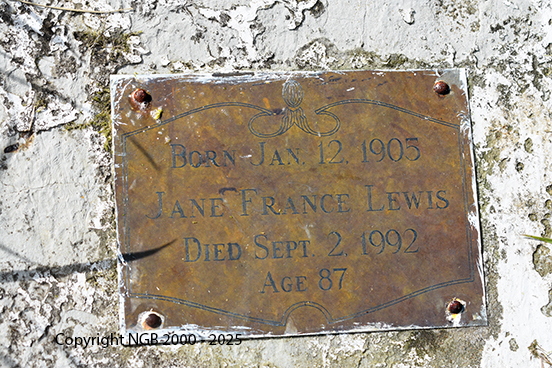 Born Jan. 12, 1905
Jane France Lewis
Died Sept. 2, 1992
Age 87
Copyright NGR 2000 - 2025